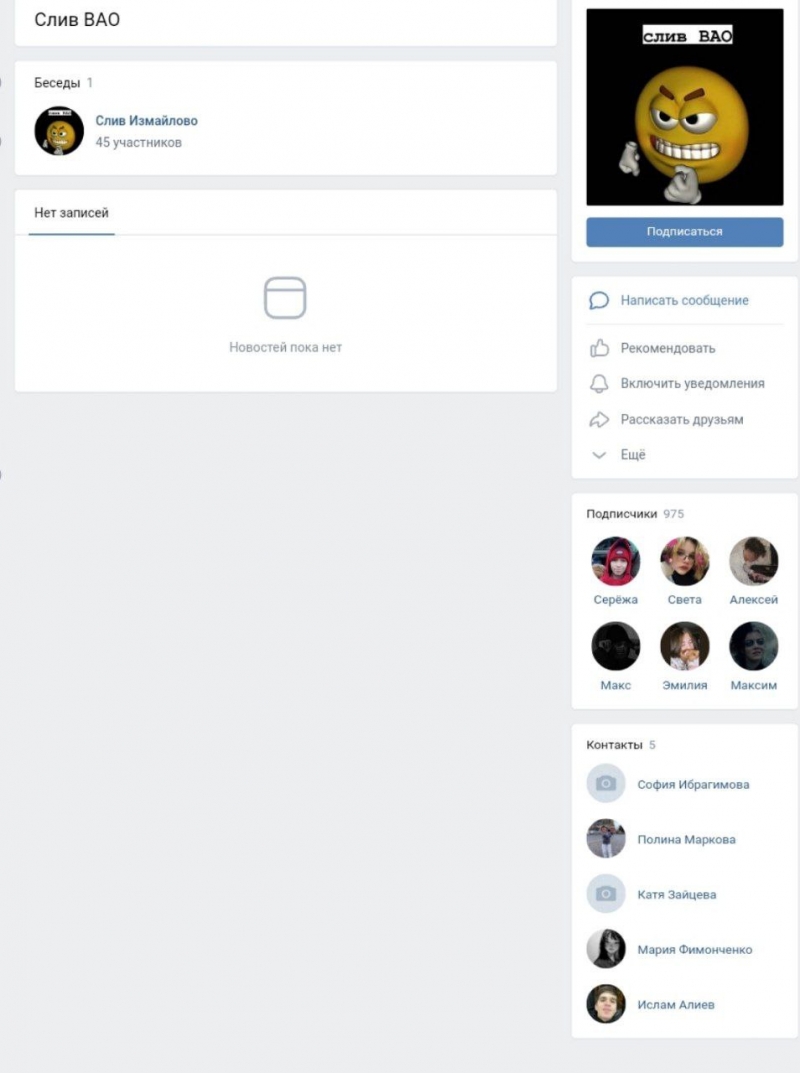 Слив ВАО
Беседы 1
Слив Измайлово
45 участников
Нет записей
Новостей пока нет
слив ВАО
Подписаться
Написать сообщение
Рекомендовать
Включить уведомления
Рассказать друзьям
Ещё
Подписчики 975
Серёжа Света Алексей
Макс Эмилия Максим
Контакты 5
София Ибрагимова
Полина Маркова
Катя Зайцева
Мария Фимонченко
Ислам Алиев